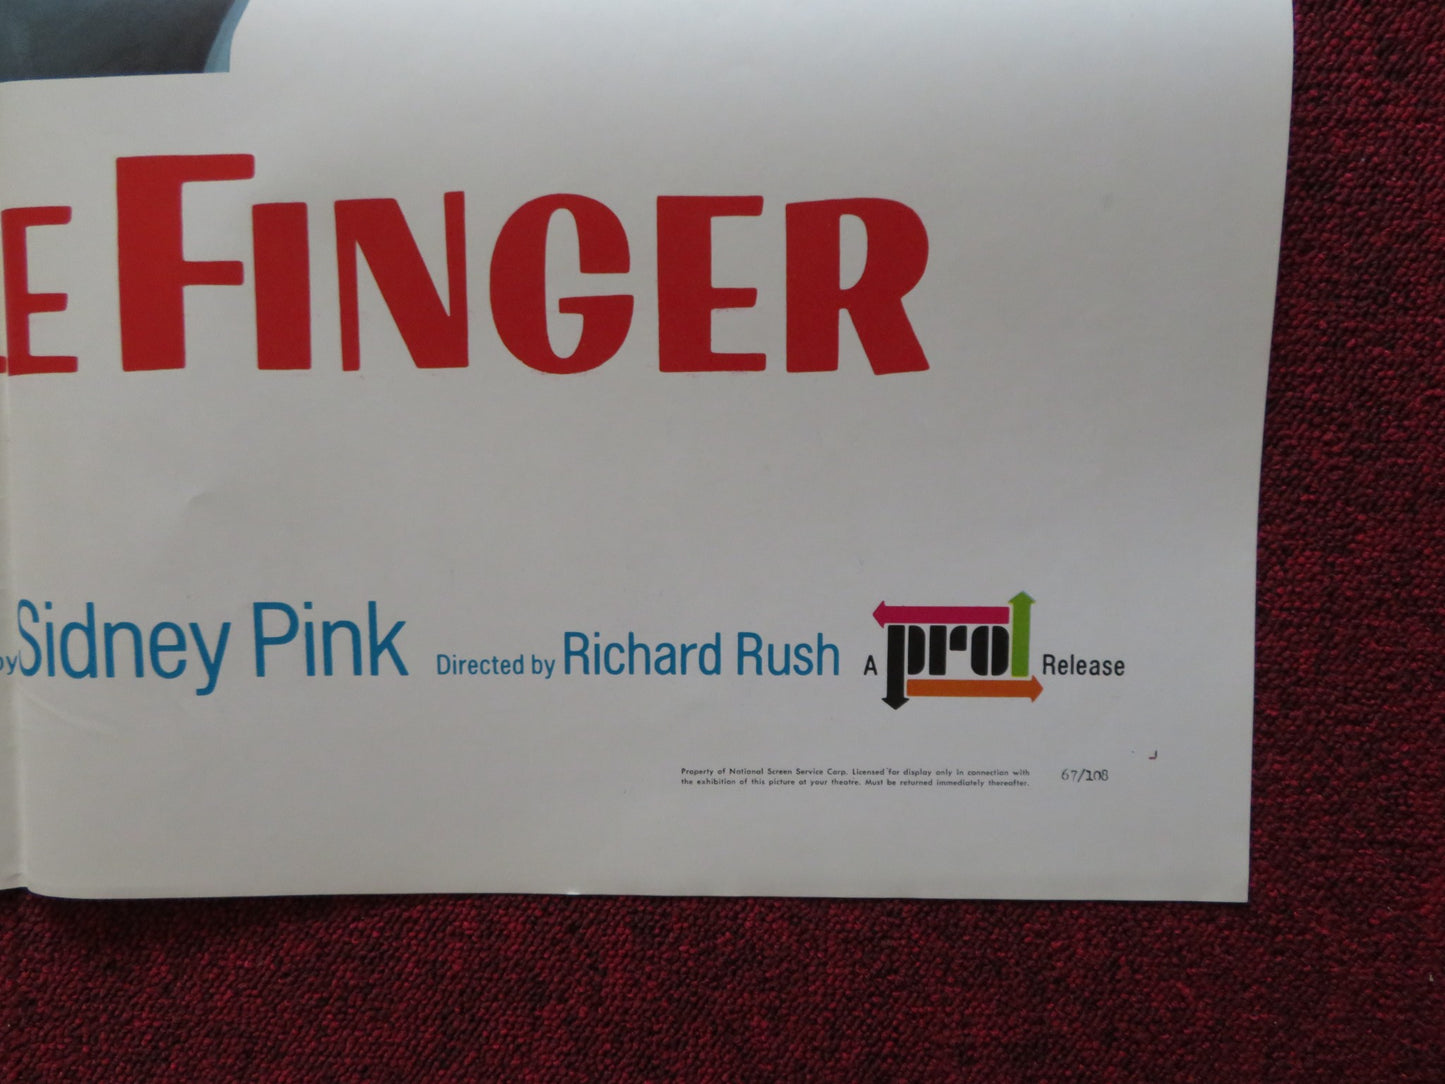 E FINGER
by Sidney Pink Directed by Richard Rush A pro Release
Property of National Screen Service Corp. Licensed for display only in connection with
the exhibition of this picture at your theatre. Must be returned immediately thereafter.
67/108